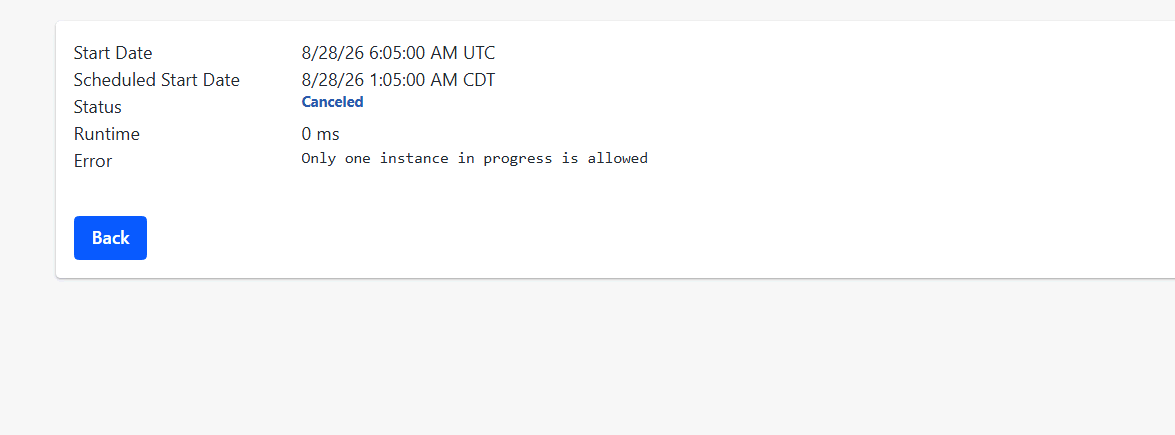 Start Date 8/28/26 6:05:00 AM UTC
Scheduled Start Date 8/28/26 1:05:00 AM CDT
Status Canceled
Runtime 0 ms
Error Only one instance in progress is allowed
Back